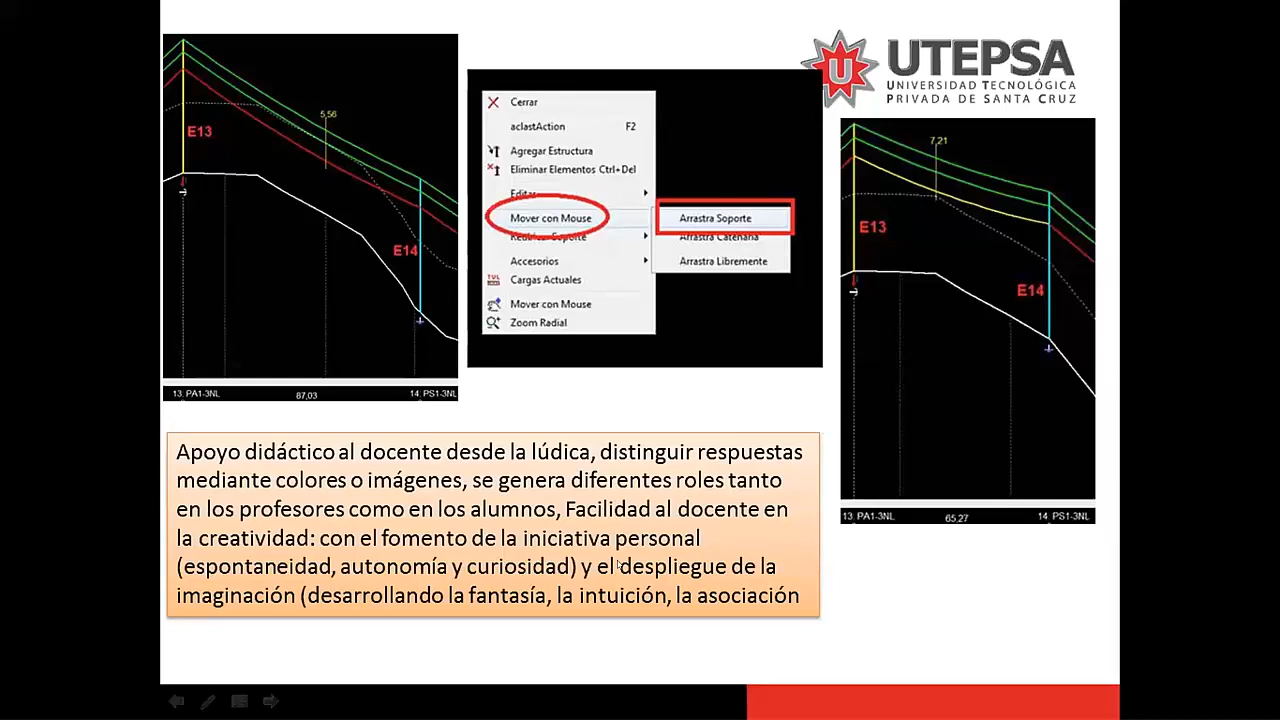 UTEPSA
UNIVERSIDAD TECNOLÓGICA
PRIVADA DE SANTA CRUZ
5,56
E13
E14
13. PA1-3NL
87,03
14. PS1-3NL
Cerrar
aclastAction F2
Agregar Estructura
Eliminar Elementos Ctrl+Del
Editar
Mover con Mouse
Arrastra Soporte
Reubicar Soporte
Arrastra Catenaria
Accesorios
Arrastra Libremente
Cargas Actuales
Mover con Mouse
Zoom Radial
7,21
E13
E14
13. PA1-3NL
65,27
14. PS1-3NL
Apoyo didáctico al docente desde la lúdica, distinguir respuestas
mediante colores o imágenes, se genera diferentes roles tanto
en los profesores como en los alumnos, Facilidad al docente en
la creatividad: con el fomento de la iniciativa personal
(espontaneidad, autonomía y curiosidad) y el despliegue de la
imaginación (desarrollando la fantasía, la intuición, la asociación